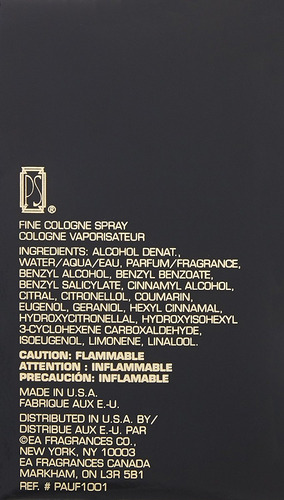 PS®
FINE COLOGNE SPRAY
COLOGNE VAPORISATEUR
INGREDIENTS: ALCOHOL DENAT.,
WATER/AQUA/EAU, PARFUM/FRAGRANCE,
BENZYL ALCOHOL, BENZYL BENZOATE,
BENZYL SALICYLATE, CINNAMYL ALCOHOL,
CITRAL, CITRONELLOL, COUMARIN,
EUGENOL, GERANIOL, HEXYL CINNAMAL,
HYDROXYCITRONELLAL, HYDROXYISOHEXYL
3-CYCLOHEXENE CARBOXALDEHYDE,
ISOEUGENOL, LIMONENE, LINALOOL.
CAUTION: FLAMMABLE
ATTENTION : INFLAMMABLE
PRECAUCIÓN: INFLAMABLE
MADE IN U.S.A.
FABRIQUE AUX E.-U.
DISTRIBUTED IN U.S.A. BY/
DISTRIBUE AUX E.-U. PAR
©EA FRAGRANCES CO.,
NEW YORK, NY 10003
EA FRAGRANCES CANADA
MARKHAM, ON L3R 5B1
REF. # PAUF1001